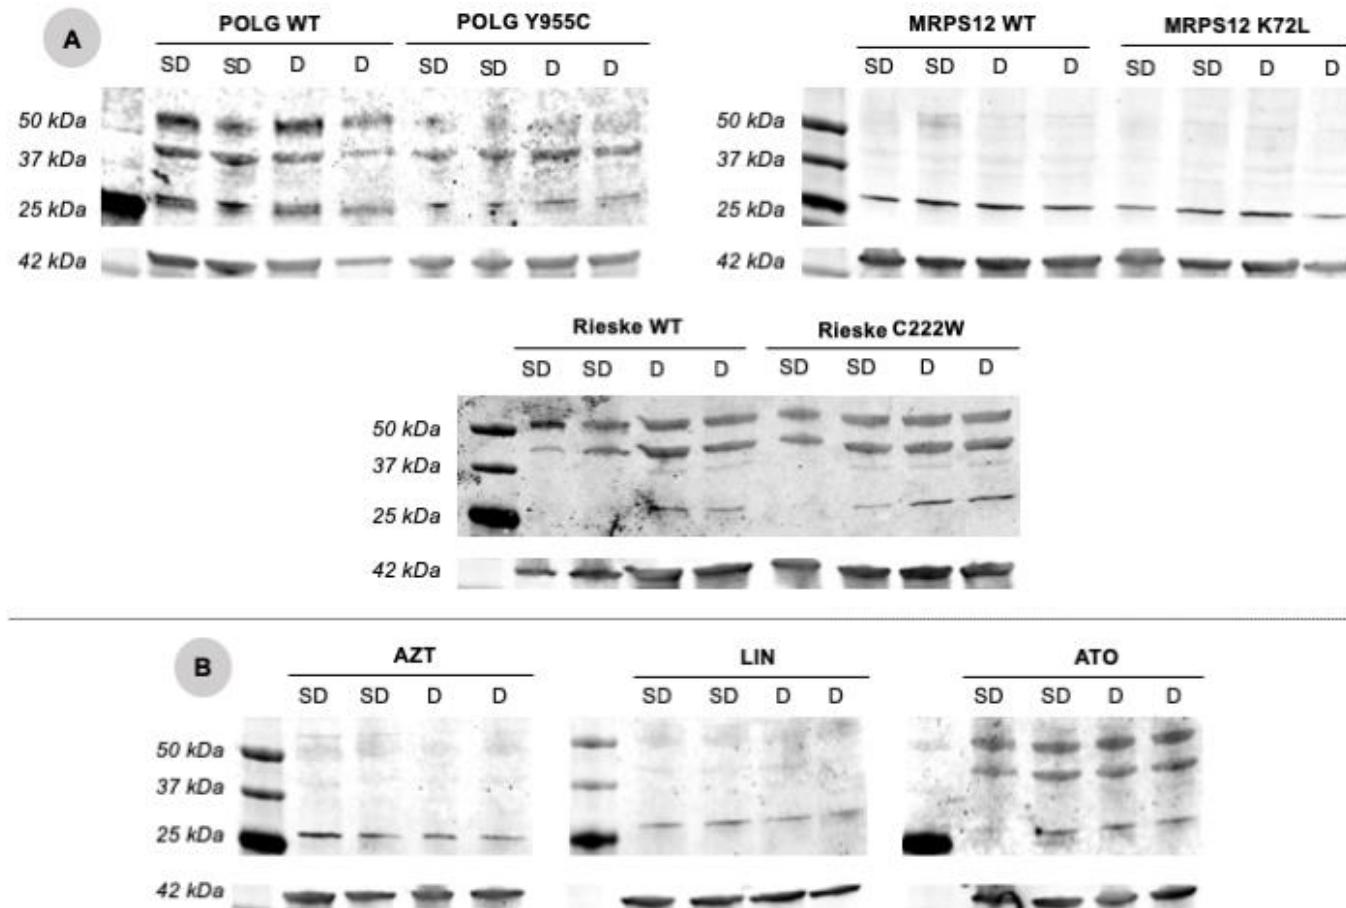 A
POLG WT POLG Y955C
SD SD D D SD SD D D
50 kDa
37 kDa
25 kDa
42 kDa
MRPS12 WT MRPS12 K72L
SD SD D D SD SD D D
50 kDa
37 kDa
25 kDa
42 kDa
Rieske WT Rieske C222W
SD SD D D SD SD D D
50 kDa
37 kDa
25 kDa
42 kDa
B
AZT LIN ATO
SD SD D D SD SD D D SD SD D D
50 kDa
37 kDa
25 kDa
42 kDa